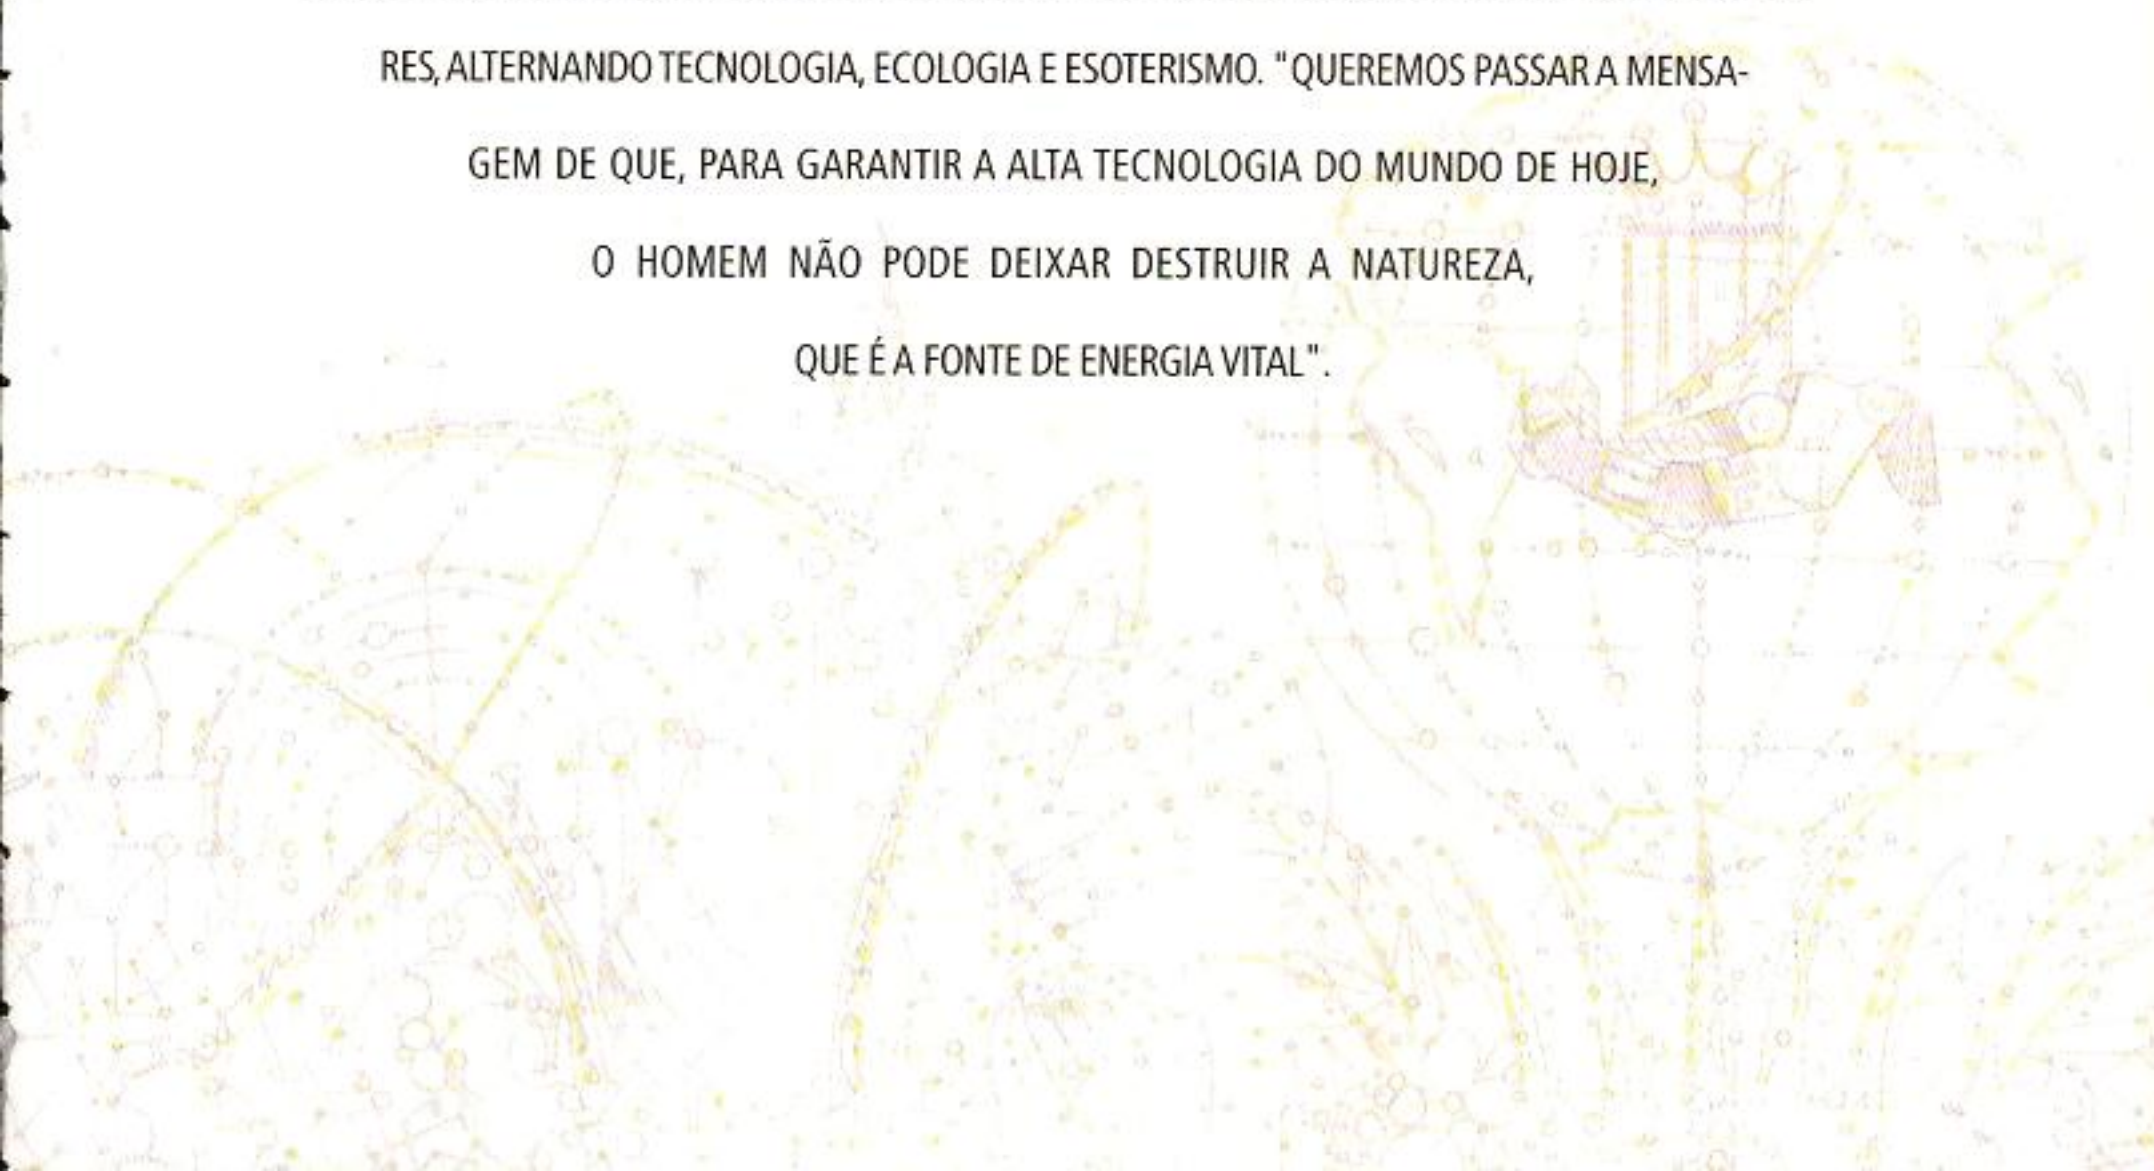 RES, ALTERNANDO TECNOLOGIA, ECOLOGIA E ESOTERISMO. "QUEREMOS PASSAR A MENSA-
GEM DE QUE, PARA GARANTIR A ALTA TECNOLOGIA DO MUNDO DE HOJE,
O HOMEM NÃO PODE DEIXAR DESTRUIR A NATUREZA,
QUE É A FONTE DE ENERGIA VITAL".